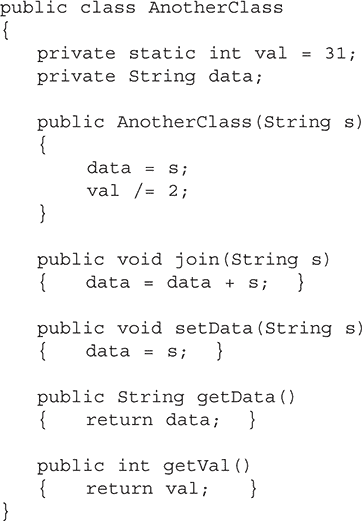 public class AnotherClass
{
private static int val = 31;
private String data;
public AnotherClass(String s)
{
data = s;
val /= 2;
}
public void join(String s)
{ data = data + s; }
public void setData(String s)
{ data = s; }
public String getData()
{ return data; }
public int getVal()
{ return val; }
}